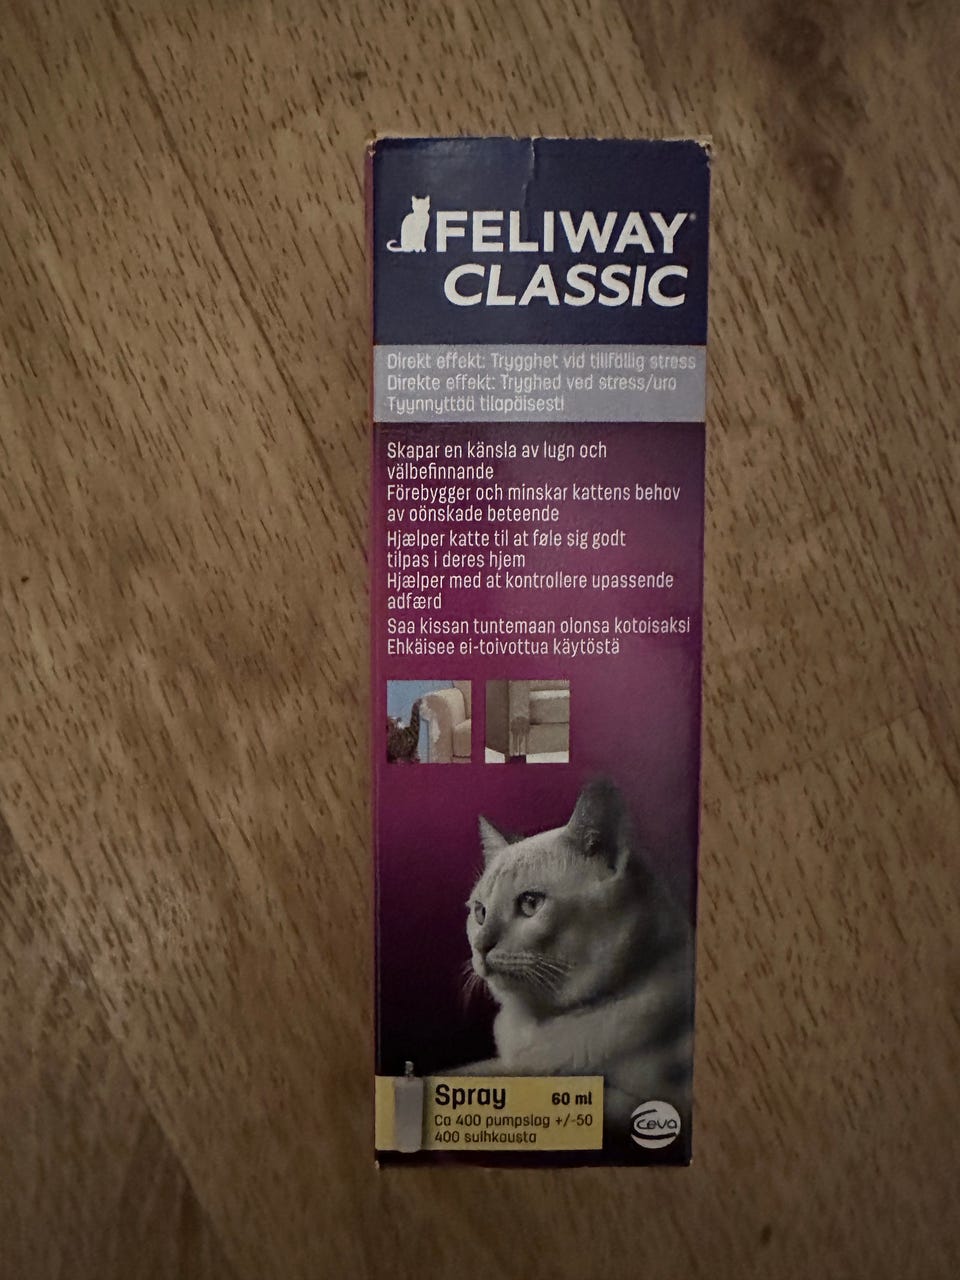 FELIWAY®
CLASSIC
Direkt effekt: Trygghet vid tillfällig stress
Direkte effekt: Tryghed ved stress/uro
Tyynnyttää tilapäisesti
Skapar en känsla av lugn och
välbefinnande
Förebygger och minskar kattens behov
av oönskade beteende
Hjælper katte til at føle sig godt
tilpas i deres hjem
Hjælper med at kontrollere upassende
adfærd
Saa kissan tuntemaan olonsa kotoisaksi
Ehkäisee ei-toivottua käytöstä
Spray 60 ml
Ca 400 pumpslag +/-50
400 suihkausta
ceva